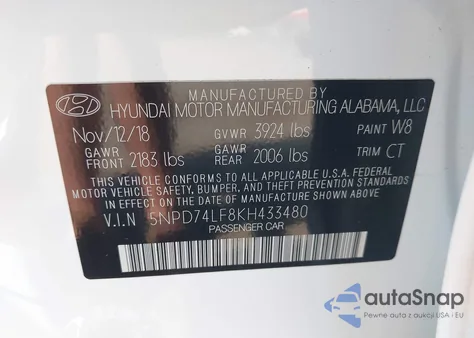 MANUFACTURED BY
HYUNDAI MOTOR MANUFACTURING ALABAMA, LLC
Nov/12/18 GVWR 3924 lbs PAINT W8
GAWR FRONT 2183 lbs GAWR REAR 2006 lbs TRIM CT
THIS VEHICLE CONFORMS TO ALL APPLICABLE U.S.A. FEDERAL
MOTOR VEHICLE SAFETY, BUMPER, AND THEFT PREVENTION
STANDARDS IN EFFECT ON THE DATE OF MANUFACTURE SHOWN ABOVE.
V.I.N 5NPD74LF8KH433480
PASSENGER CAR
autoSnap
Pewne auta z aukcji USA i EU